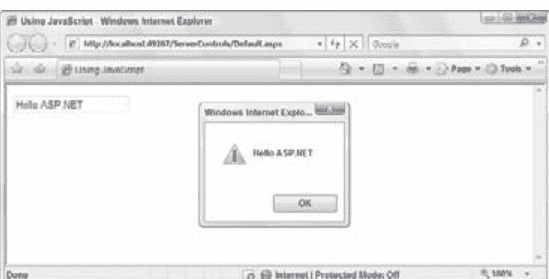 Using JavaScript - Windows Internet Explorer
http://localhost:49267/ServerControls/Default.aspx
Google
Using JavaScript
Page
Tools
Hello ASP.NET
Windows Internet Explo...
Hello ASP.NET
OK
Done
Internet | Protected Mode: Off
100%